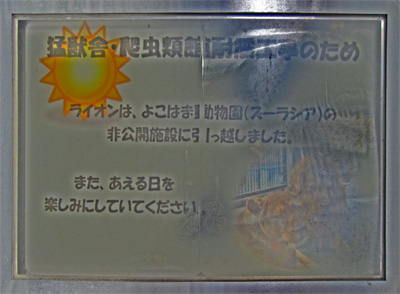 猛獣舎・爬虫類館耐震工事のため
ライオンは、よこはま動物園(ズーラシア)の
非公開施設に引っ越しました。
また、あえる日を
楽しみにしていてください